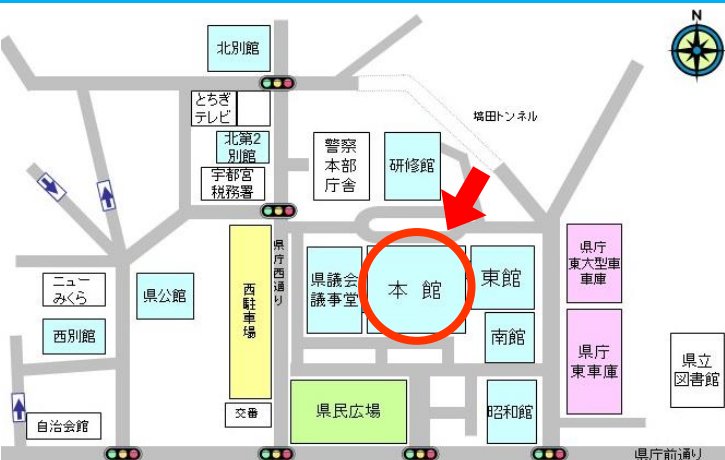 N
北別館
とちぎ
テレビ
北第2
別館
宇都宮
税務署
警察
本部
庁舎
研修館
塙田トンネル
県庁西通り
西駐車場
県議会
議事堂
本 館
東館
南館
県庁
東大型車
車庫
県庁
東車庫
県立
図書館
ニュー
みくら
県公館
西別館
自治会館
交番
県民広場
昭和館
県庁前通り